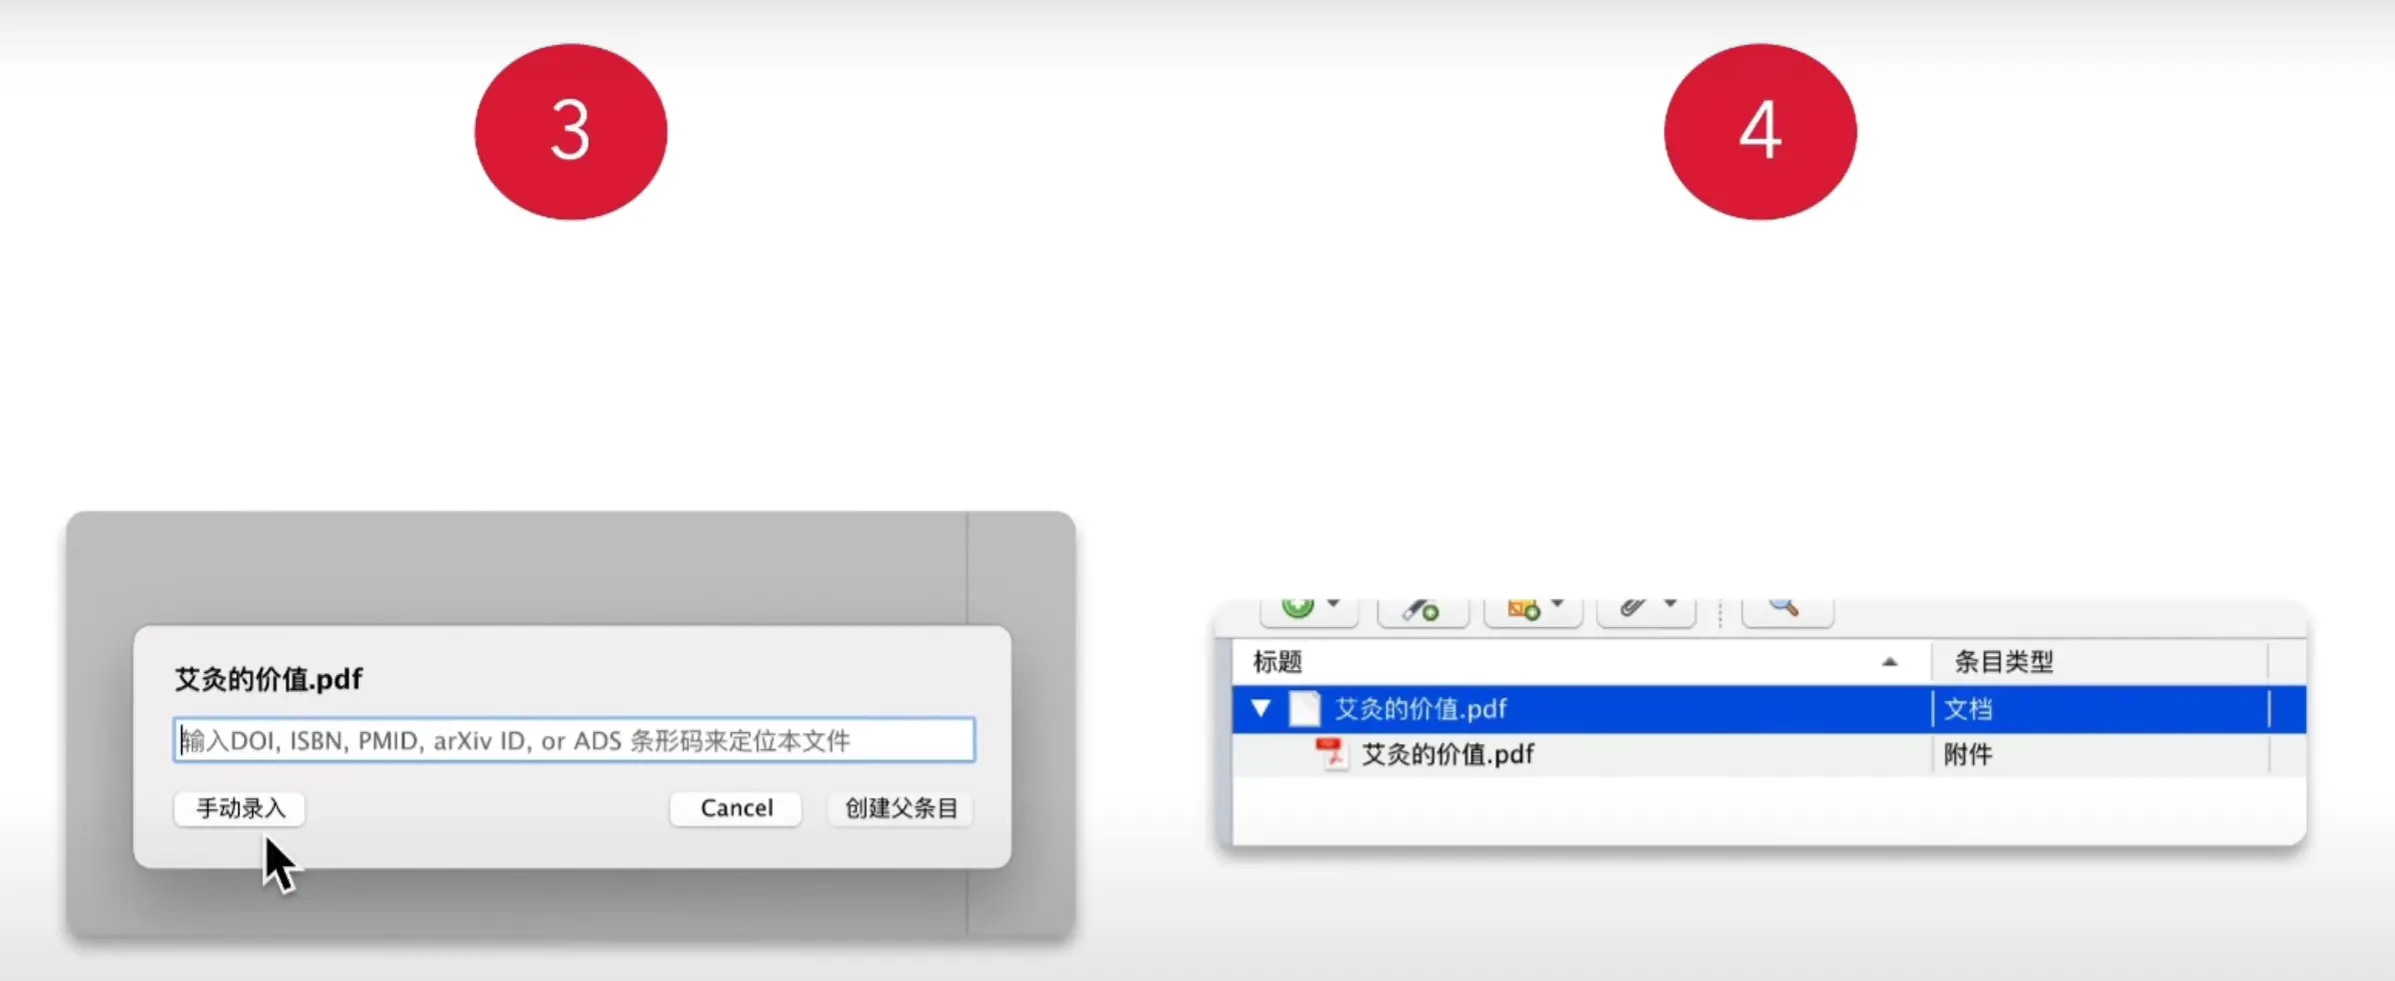 3
艾灸的价值.pdf
输入DOI, ISBN, PMID, arXiv ID, or ADS 条形码来定位本文件
手动录入 Cancel 创建父条目
4
标题 条目类型
艾灸的价值.pdf 文档
艾灸的价值.pdf 附件